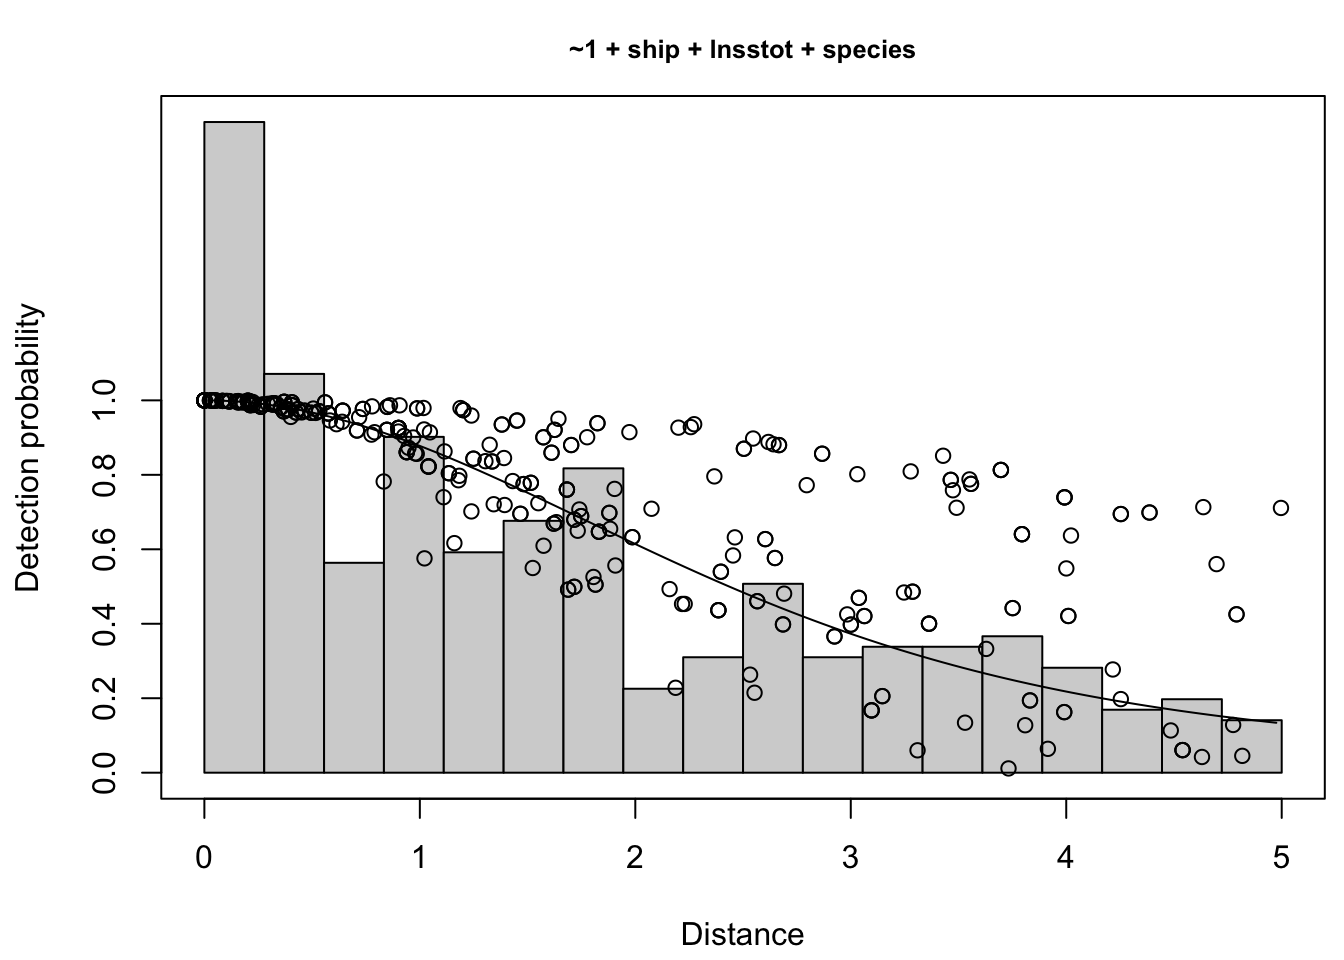 ~1 + ship + lnsstot + species
Detection probability
1.0
0.8
0.6
0.4
0.2
0.0
0 1 2 3 4 5
Distance